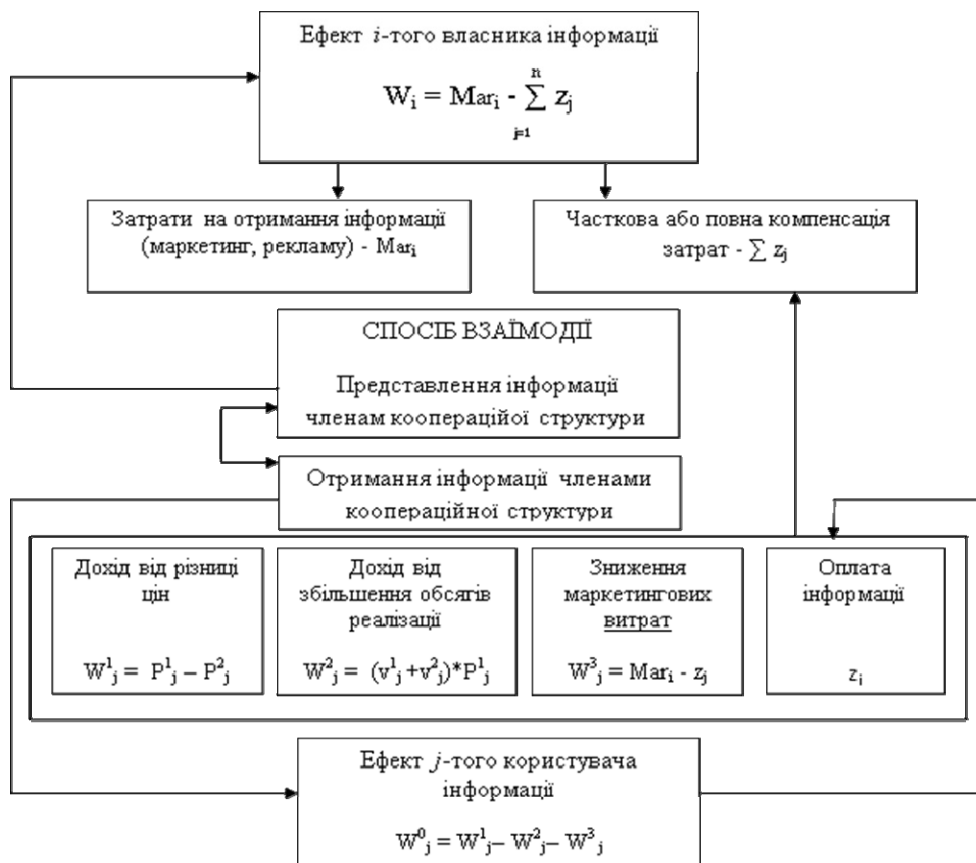 Ефект i-того власника інформації
n
Wᵢ = Marᵢ - ∑ zⱼ
j=1
Затрати на отримання інформації
(маркетинг, рекламу) - Marᵢ
Часткова або повна компенсація
затрат - ∑ zⱼ
СПОСІБ ВЗАЇМОДІЇ
Представлення інформації
членам коопераційої структури
Отримання інформації членами
коопераційної структури
Дохід від різниці
цін
W¹ⱼ = P¹ⱼ – P²ⱼ
Дохід від
збільшення обсягів
реалізації
W²ⱼ = (v¹ⱼ +v²ⱼ)*P¹ⱼ
Зниження
маркетингових
витрат
W³ⱼ = Marᵢ - zⱼ
Оплата
інформації
zᵢ
Ефект j-того користувача
інформації
W⁰ⱼ = W¹ⱼ– W²ⱼ– W³ⱼ